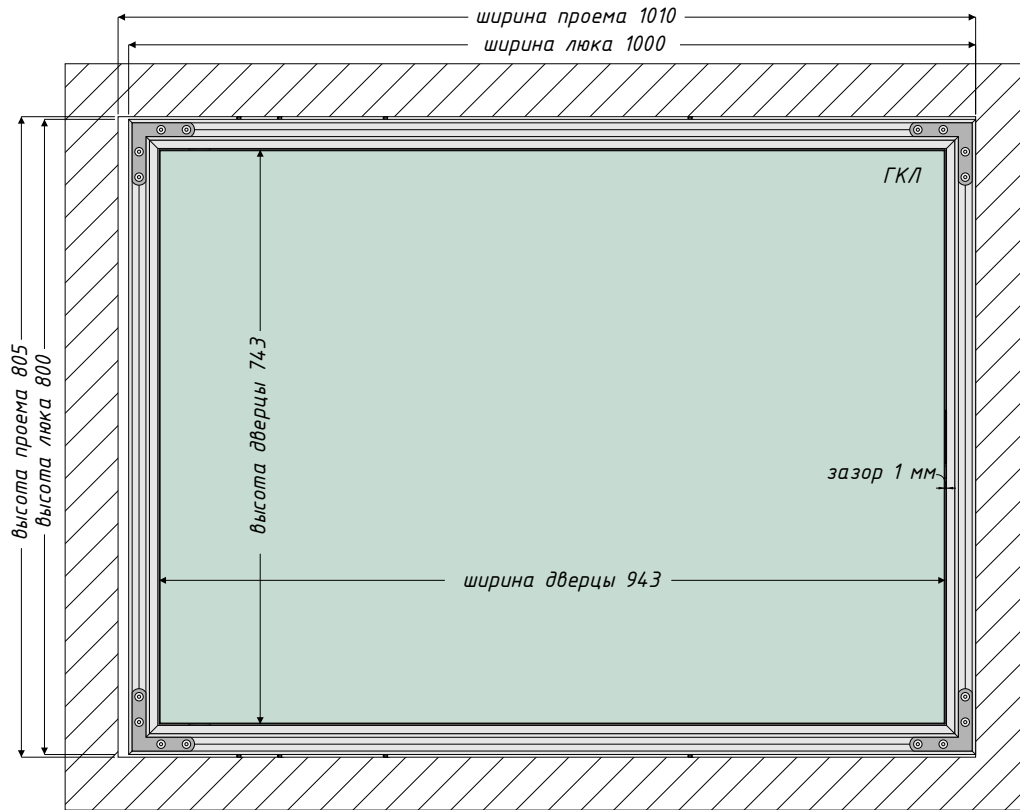 ширина проема 1010
ширина люка 1000
ГКЛ
высота проема 805
высота люка 800
высота дверцы 743
зазор 1 мм
ширина дверцы 943